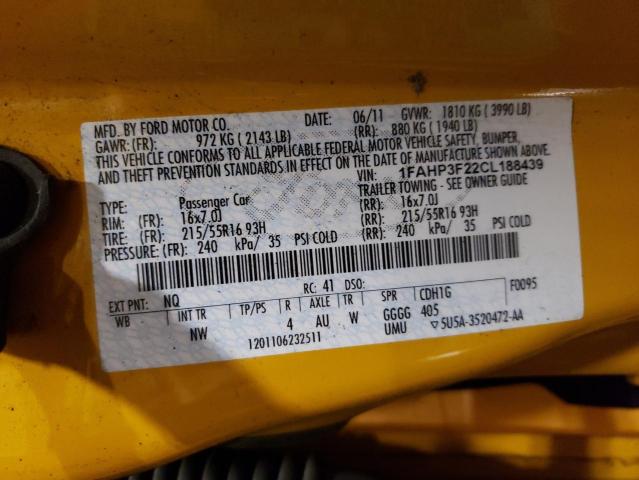 MFD. BY FORD MOTOR CO. DATE: 06/11 GVWR: 1810 KG ( 3990 LB)
GAWR: (FR): 972 KG ( 2143 LB) (RR): 880 KG ( 1940 LB)
THIS VEHICLE CONFORMS TO ALL APPLICABLE FEDERAL MOTOR VEHICLE SAFETY, BUMPER,
AND THEFT PREVENTION STANDARDS IN EFFECT ON THE DATE OF MANUFACTURE SHOWN ABOVE.
VIN: 1FAHP3F22CL188439
TYPE: Passenger Car TRAILER TOWING - SEE OWNER GUIDE
RIM: (FR): 16x7.0J (RR): 16x7.0J
TIRE: (FR): 215/55R16 93H (RR): 215/55R16 93H
PRESSURE: (FR): 240 kPa/ 35 PSI COLD (RR): 240 kPa/ 35 PSI COLD
EXT PNT: NQ RC: 41 DSO: F0095
WB INT TR TP/PS R AXLE TR SPR CDH1G
NW 4 AU W GGGG 405
1201106232511 UMU ▽5U5A-3520472-AA